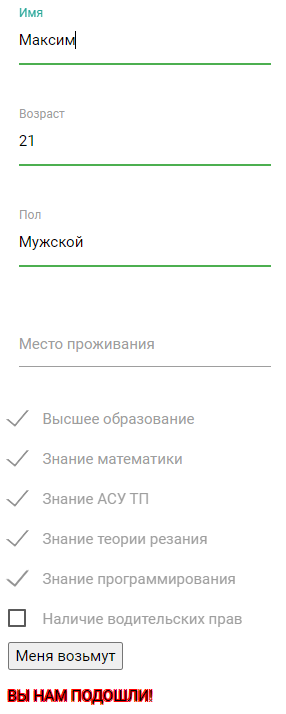 Имя
Максим
Возраст
21
Пол
Мужской
Место проживания
Высшее образование
Знание математики
Знание АСУ ТП
Знание теории резания
Знание программирования
Наличие водительских прав
Меня возьмут
ВЫ НАМ ПОДОШЛИ!